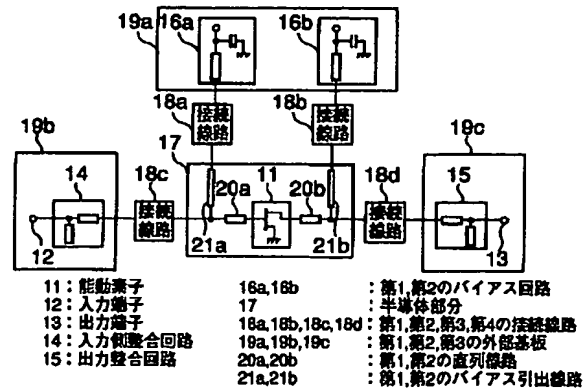 19a
16a
16b
18a
接続
線路
18b
接続
線路
19b
14
18c
接続
線路
17
20a
11
20b
21a
21b
18d
接続
線路
19c
15
12
13
11：能動素子
12：入力端子
13：出力端子
14：入力側整合回路
15：出力整合回路
16a,16b：第1,第2のバイアス回路
17：半導体部分
16a,18b,18c,18d：第1,第2,第3,第4の接続線路
19a,19b,19c：第1,第2,第3の外部基板
20a,20b：第1,第2の直列線路
21a,21b：第1,第2のバイアス引出線路